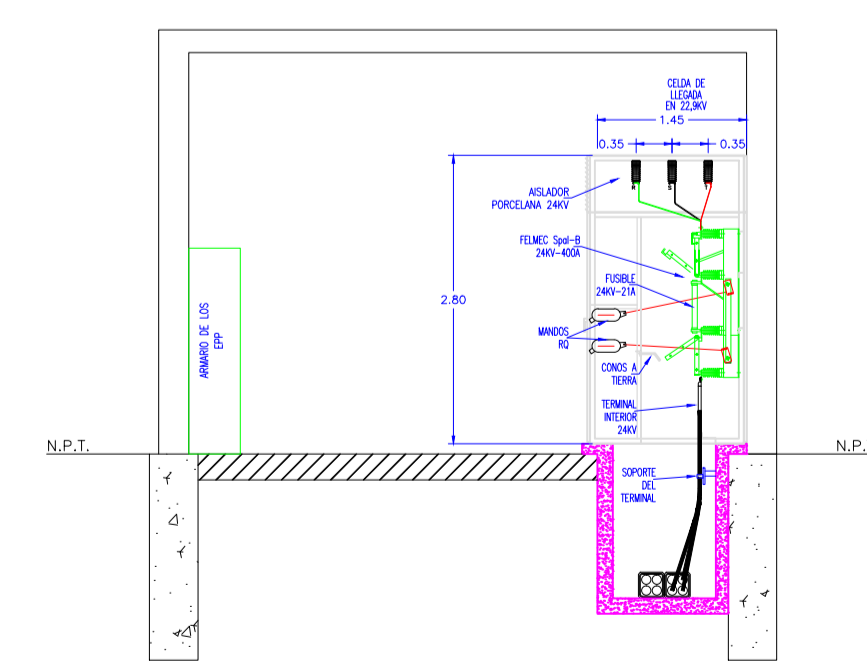 CELDA DE
LLEGADA
EN 22,9KV
1.45
0.35
0.35
R
S
T
AISLADOR
PORCELANA 24KV
FELMEC Spal-B
24KV-400A
FUSIBLE
24KV-21A
2.80
MANDOS
RQ
CONOS A
TIERRA
ARMARIO DE LOS
EPP
TERMINAL
INTERIOR
24KV
N.P.T.
N.P.
SOPORTE
DEL
TERMINAL